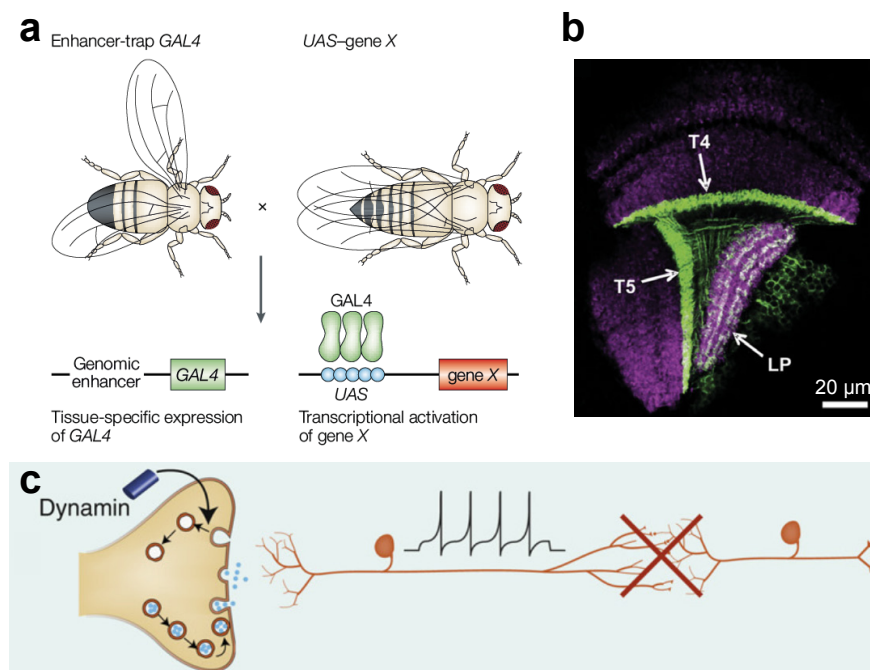 a
Enhancer-trap GAL4
UAS–gene X
×
GAL4
Genomic
enhancer
GAL4
UAS
gene X
Tissue-specific expression
of GAL4
Transcriptional activation
of gene X
b
T4
T5
LP
20 µm
c
Dynamin